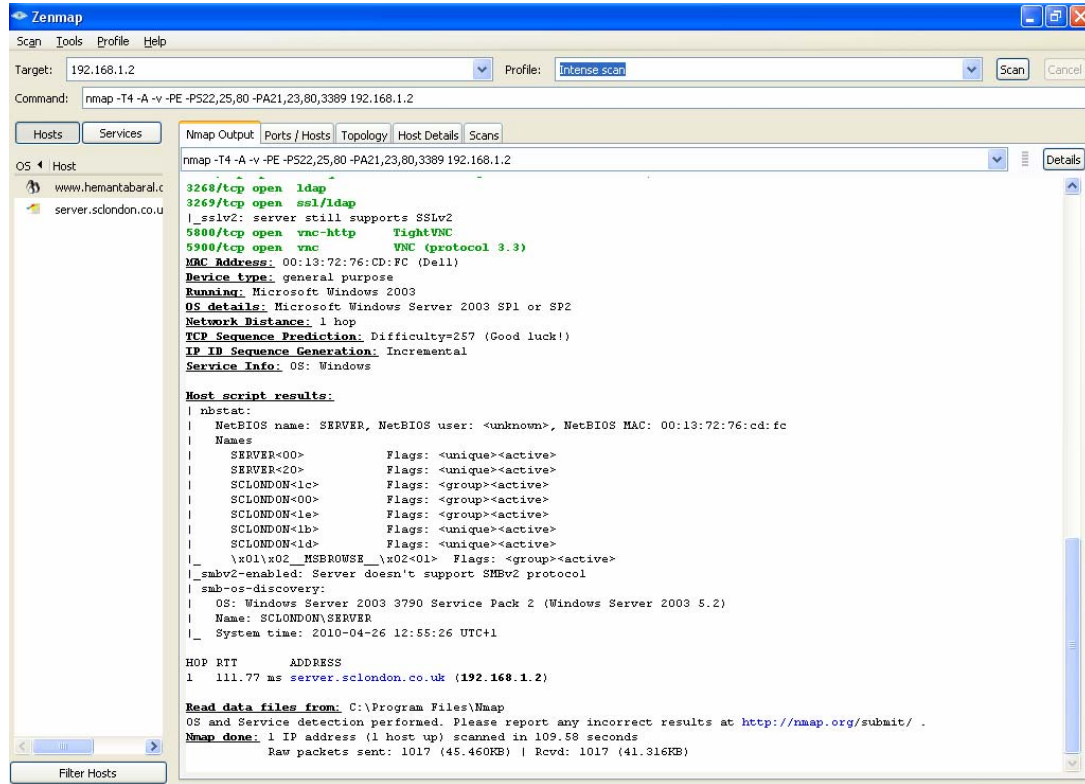 Zenmap
Scan Tools Profile Help
Target: 192.168.1.2 Profile: Intense scan Scan Cancel
Command: nmap -T4 -A -v -PE -PS22,25,80 -PA21,23,80,3389 192.168.1.2
Hosts Services
Nmap Output Ports / Hosts Topology Host Details Scans
OS Host
www.hemantabaral.c
server.sclondon.co.u
nmap -T4 -A -v -PE -PS22,25,80 -PA21,23,80,3389 192.168.1.2 Details
3268/tcp open ldap
3269/tcp open ssl/ldap
|_sslv2: server still supports SSLv2
5800/tcp open vnc-http TightVNC
5900/tcp open vnc VNC (protocol 3.3)
MAC Address: 00:13:72:76:CD:FC (Dell)
Device type: general purpose
Running: Microsoft Windows 2003
OS details: Microsoft Windows Server 2003 SP1 or SP2
Network Distance: 1 hop
TCP Sequence Prediction: Difficulty=257 (Good luck!)
IP ID Sequence Generation: Incremental
Service Info: OS: Windows
Host script results:
| nbstat:
| NetBIOS name: SERVER, NetBIOS user: <unknown>, NetBIOS MAC: 00:13:72:76:cd:fc
| Names
| SERVER<00> Flags: <unique><active>
| SERVER<20> Flags: <unique><active>
| SCLONDON<1c> Flags: <group><active>
| SCLONDON<00> Flags: <group><active>
| SCLONDON<1e> Flags: <group><active>
| SCLONDON<1b> Flags: <unique><active>
| SCLONDON<1d> Flags: <unique><active>
|_ \x01\x02__MSBROWSE__\x02<01> Flags: <group><active>
|_smbv2-enabled: Server doesn't support SMBv2 protocol
| smb-os-discovery:
| OS: Windows Server 2003 3790 Service Pack 2 (Windows Server 2003 5.2)
| Name: SCLONDON\SERVER
|_ System time: 2010-04-26 12:55:26 UTC+1
HOP RTT ADDRESS
1 111.77 ms server.sclondon.co.uk (192.168.1.2)
Read data files from: C:\Program Files\Nmap
OS and Service detection performed. Please report any incorrect results at http://nmap.org/submit/ .
Nmap done: 1 IP address (1 host up) scanned in 109.58 seconds
Raw packets sent: 1017 (45.460KB) | Rcvd: 1017 (41.316KB)
Filter Hosts